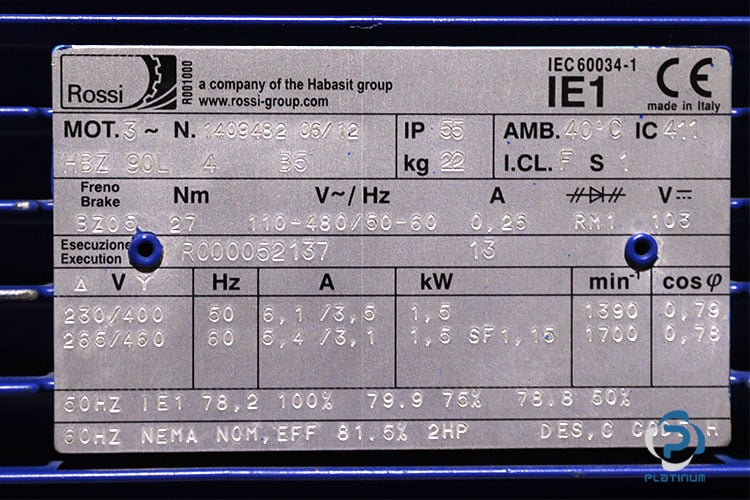 Rossi
R001000
a company of the Habasit group
www.rossi-group.com
IEC60034-1
IE1
CE
made in Italy
MOT. 3~ N. 1409482 06/12
HBZ 90L 4 B5
IP 55
kg 22
AMB. 40°C IC 411
I.CL. F S 1
Freno
Brake
Nm V~/Hz A V
BZ05 27 110-480/50-60 0,26 RM1 103
Esecuzione
Execution
R000052137 13
Δ V Y Hz A kW min⁻¹ cosφ
230/400 50 6,1/3,5 1,5 1390 0,79
265/460 60 5,4/3,1 1,5 SF1,15 1700 0,78
50HZ IE1 78,2 100% 79.9 75% 78.8 50%
60HZ NEMA NOM,EFF 81.5% 2HP DES,C H
PLATINUM